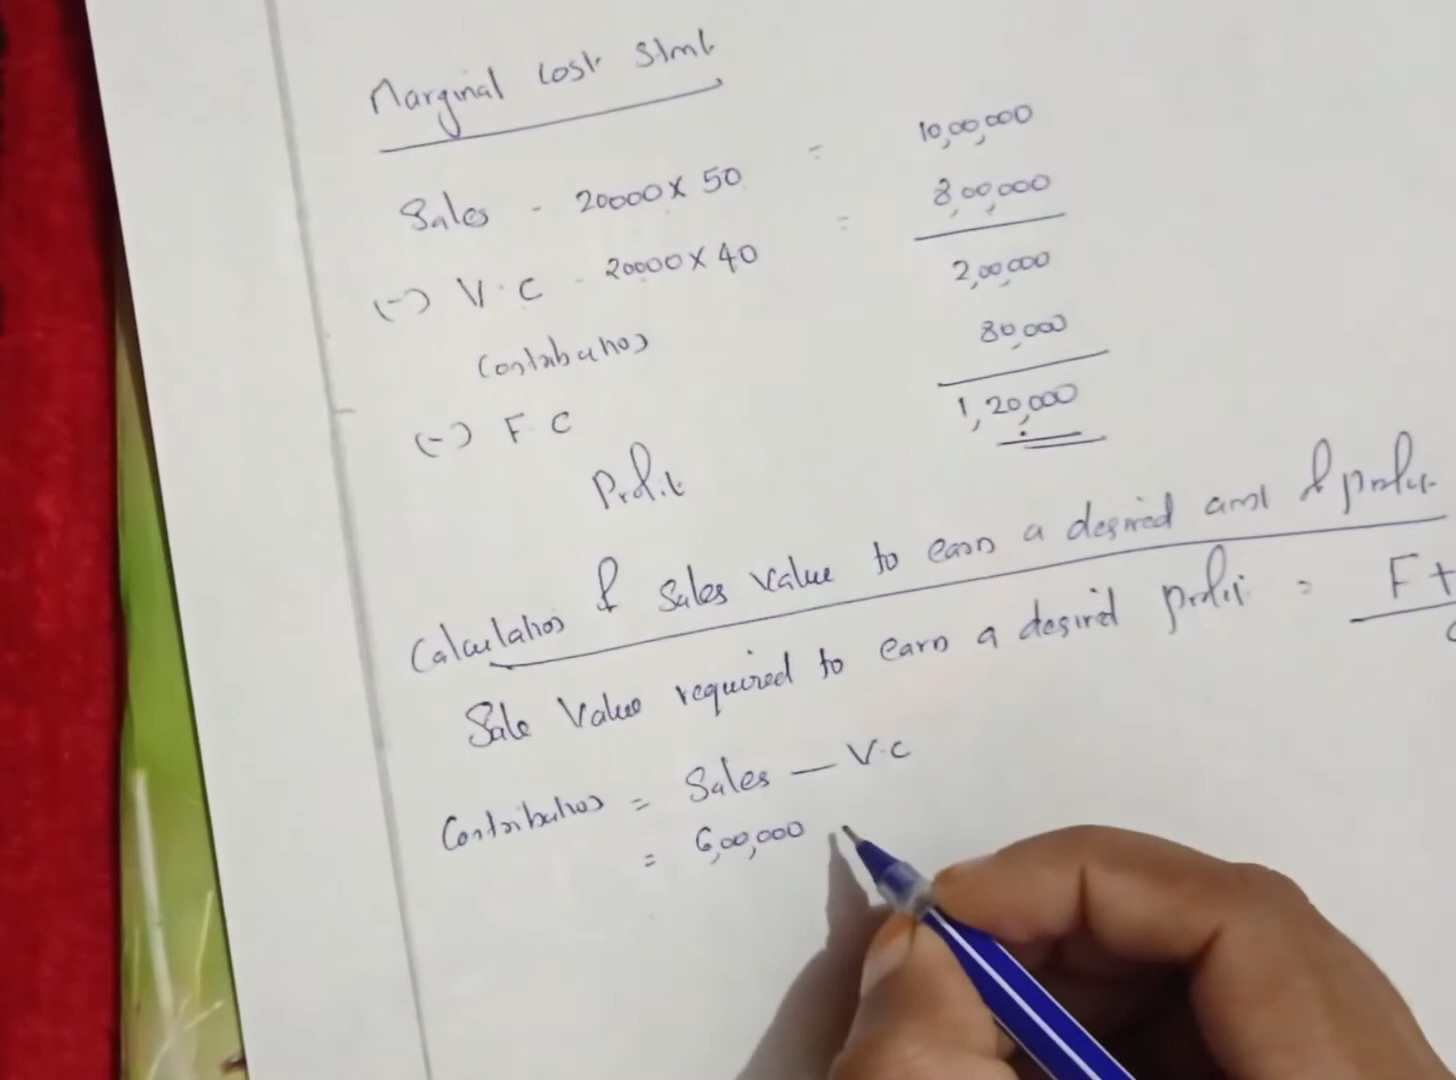 Marginal Cost Stmt
Sales - 20000 X 50 = 10,00,000
(-) V.C - 20000 X 40 = 8,00,000
Contribution 2,00,000
(-) F.C 80,000
Profit 1,20,000
Calculation of Sales Value to earn a desired amt of profit
Sale Value required to earn a desired profit = F+
Contribution = Sales - V.C
= 6,00,000